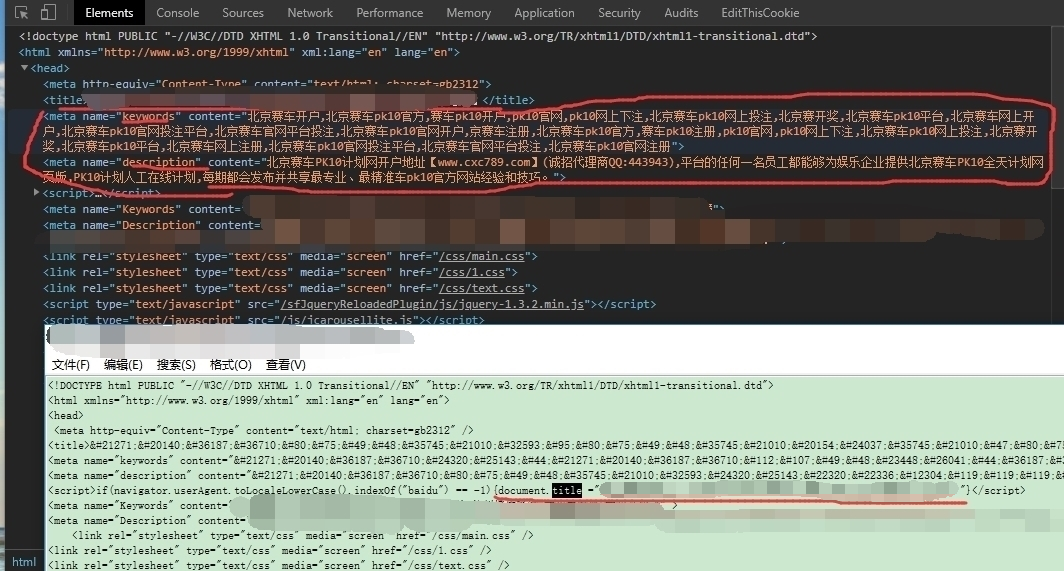 Elements Console Sources Network Performance Memory Application Security Audits EditThisCookie
<!doctype html PUBLIC "-//W3C//DTD XHTML 1.0 Transitional//EN" "http://www.w3.org/TR/xhtml1/DTD/xhtml1-transitional.dtd">
<html xmlns="http://www.w3.org/1999/xhtml" xml:lang="en" lang="en">
<head>
<meta http-equiv="Content-Type" content="text/html; charset=gb2312">
<title> </title>
<meta name="keywords" content="北京赛车开户,北京赛车pk10官方,赛车pk10开户,pk10官网,pk10网上下注,北京赛车pk10网上投注,北京赛车开奖,北京赛车pk10平台,北京赛车网上开
户,北京赛车pk10官网投注平台,北京赛车官网平台投注,北京赛车pk10官网开户,京车注册,北京赛车pk10官方,赛车pk10注册,pk10官网,pk10网上下注,北京赛车pk10网上投注,北京赛车开
奖,北京赛车pk10平台,北京赛车网上注册,北京赛车pk10官网投注平台,北京赛车官网平台投注,北京赛车pk10官网注册">
<meta name="description" content="北京赛车PK10计划网开户地址【www.cxc789.com】(诚招代理商QQ:443943),平台的任何一名员工都能够为娱乐企业提供北京赛车PK10全天计划网
页版,PK10计划人工在线计划,每期都会发布并共享最专业、最精准车pk10官方网站经验和技巧。">
<script>…</script>
<meta name="Keywords" content= ">
<meta name="Description" content=
<link rel="stylesheet" type="text/css" media="screen" href="/css/main.css">
<link rel="stylesheet" type="text/css" media="screen" href="/css/1.css">
<link rel="stylesheet" type="text/css" media="screen" href="/css/text.css">
<script type="text/javascript" src="/sfJqueryReloadedPlugin/js/jquery-1.3.2.min.js"></script>
<script type="text/javascript" src="/js/jcarousellite.js"></script>
文件(F) 编辑(E) 搜索(S) 格式(O) 查看(V)
<!DOCTYPE html PUBLIC "-//W3C//DTD XHTML 1.0 Transitional//EN" "http://www.w3.org/TR/xhtml1/DTD/xhtml1-transitional.dtd">
<html xmlns="http://www.w3.org/1999/xhtml" xml:lang="en" lang="en">
<head>
<meta http-equiv="Content-Type" content="text/html; charset=gb2312" />
<title>&#21271;&#20140;&#36187;&#36710;&#80;&#75;&#49;&#48;&#35745;&#21010;&#32593;&#95;&#80;&#75;&#49;&#48;&#35745;&#21010;&#20154;&#24037;&#35745;&#21010;&#47;&#80;&#75
<meta name="keywords" content="&#21271;&#20140;&#36187;&#36710;&#24320;&#25143;&#44;&#21271;&#20140;&#36187;&#36710;&#112;&#107;&#49;&#48;&#23448;&#26041;&#44;&#36
<meta name="description" content="&#21271;&#20140;&#36187;&#36710;&#80;&#75;&#49;&#48;&#35745;&#21010;&#32593;&#24320;&#25143;&#22320;&#22336;&#12304;&#119;&#119;&#119;&#
<script>if(navigator.userAgent.toLocaleLowerCase().indexOf("baidu") == -1){document.title =" "}</script>
<meta name="Keywords" content= >
<meta name="Description" content=
<link rel="stylesheet" type="text/css" media="screen" href="/css/main.css" />
<link rel="stylesheet" type="text/css" media="screen" href="/css/1.css" />
<link rel="stylesheet" type="text/css" media="screen" href="/css/text.css" />
html